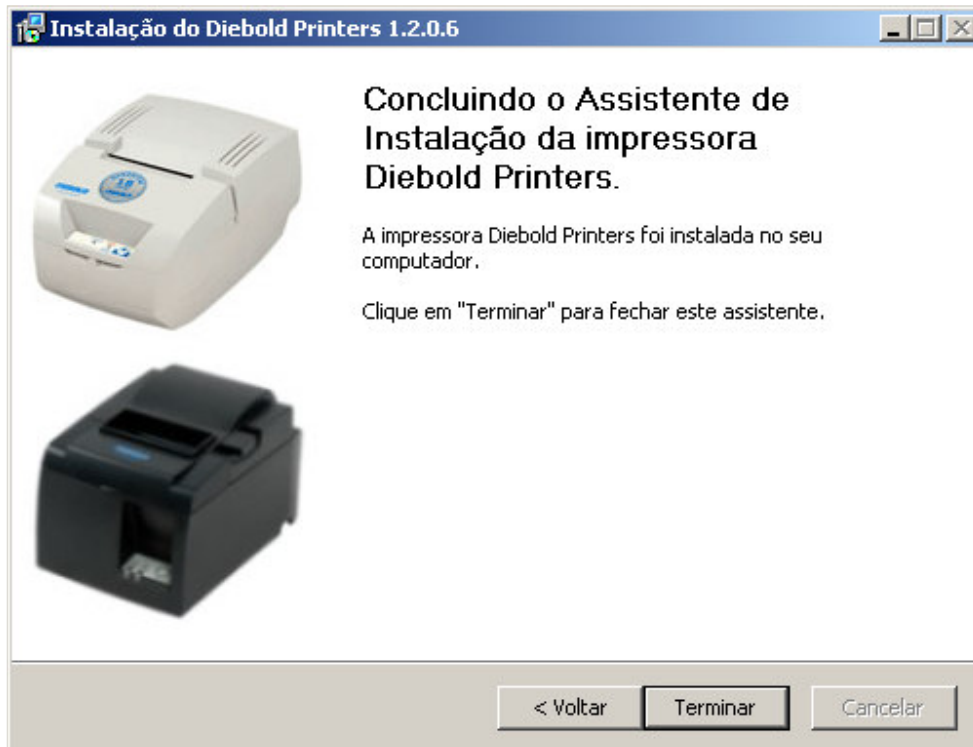 Instalação do Diebold Printers 1.2.0.6
Concluindo o Assistente de
Instalação da impressora
Diebold Printers.
A impressora Diebold Printers foi instalada no seu
computador.
Clique em "Terminar" para fechar este assistente.
< Voltar
Terminar
Cancelar